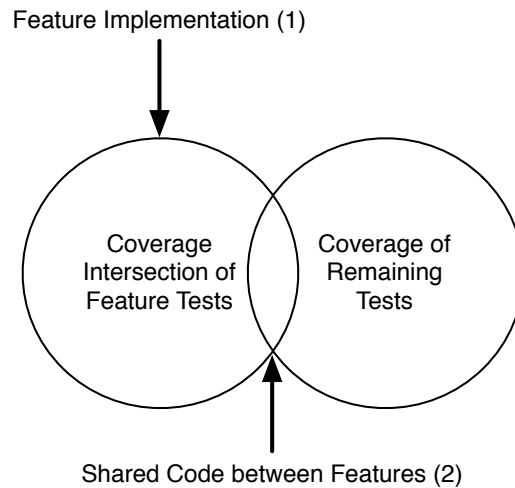 Feature Implementation (1)
Coverage
Intersection of
Feature Tests
Coverage of
Remaining
Tests
Shared Code between Features (2)